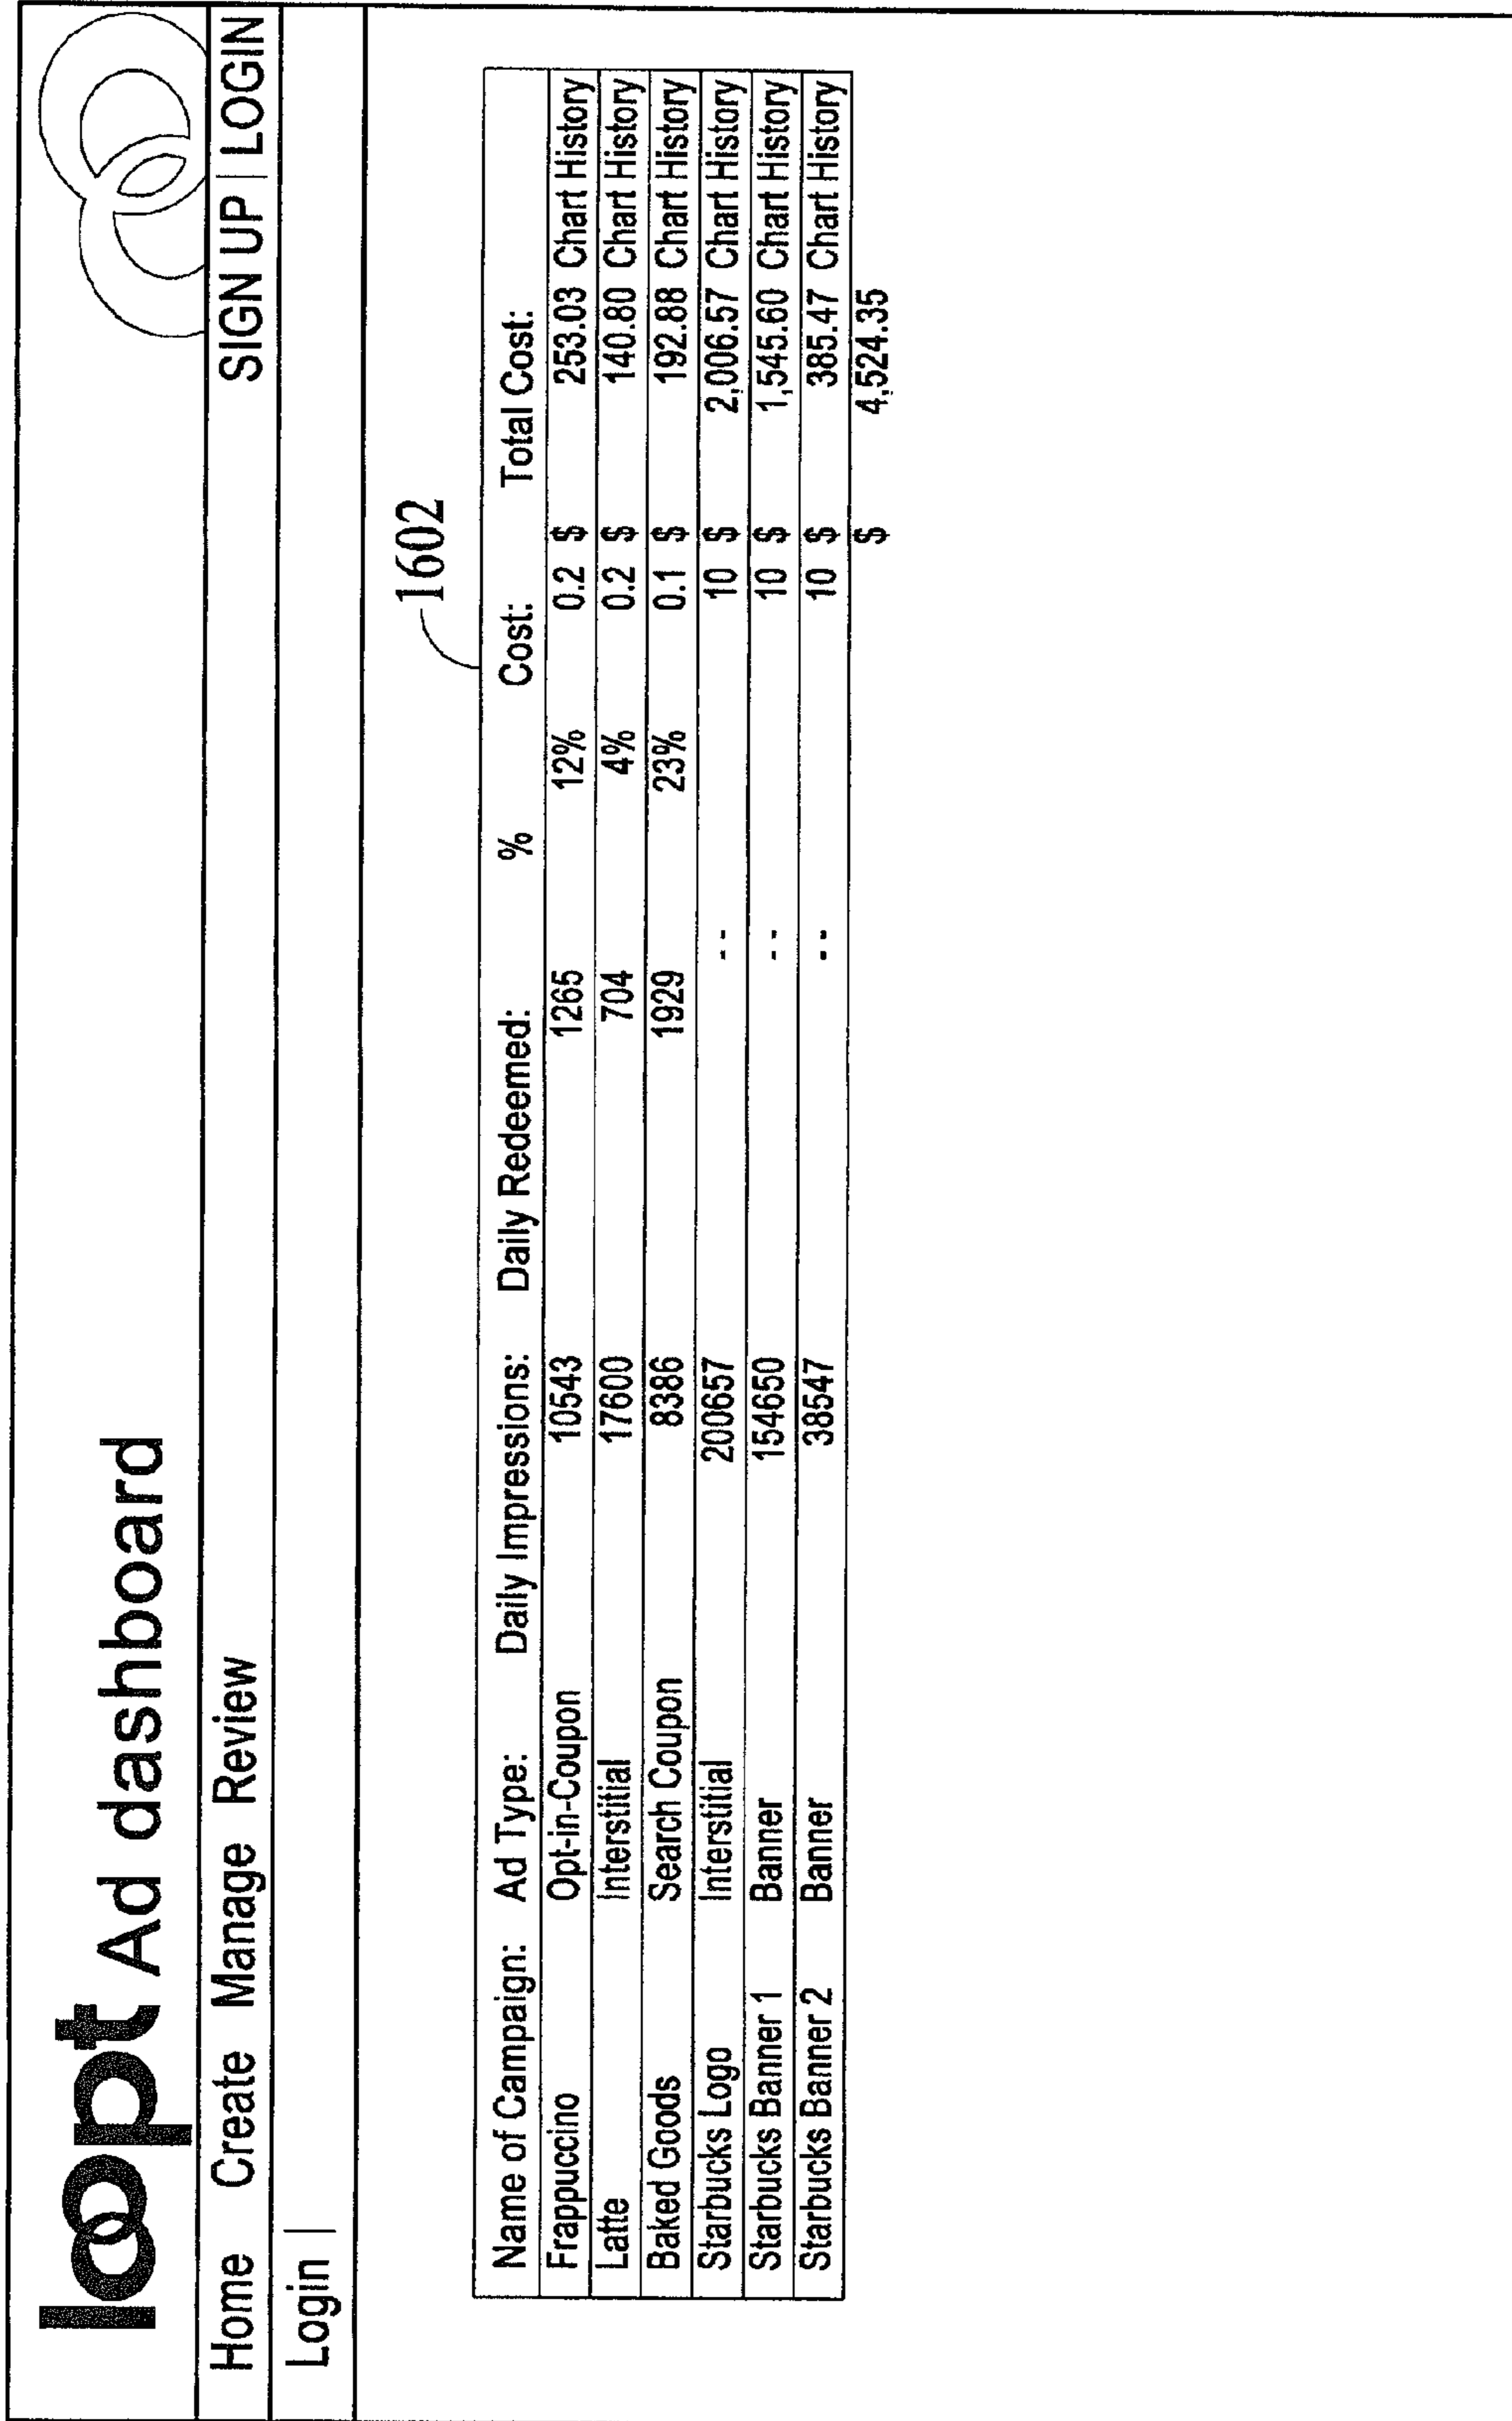 loopt Ad dashboard
Home Create Manage Review SIGN UP | LOGIN
Login |
1602
Name of Campaign: Ad Type: Daily Impressions: Daily Redeemed: % Cost: Total Cost:
Frappuccino Opt-in-Coupon 10543 1265 12% 0.2 $ 253.03 Chart History
Latte Interstitial 17600 704 4% 0.2 $ 140.80 Chart History
Baked Goods Search Coupon 8386 1929 23% 0.1 $ 192.88 Chart History
Starbucks Logo Interstitial 200657 -- 10 $ 2,006.57 Chart History
Starbucks Banner 1 Banner 154650 -- 10 $ 1,545.60 Chart History
Starbucks Banner 2 Banner 38547 -- 10 $ 385.47 Chart History
$ 4,524.35